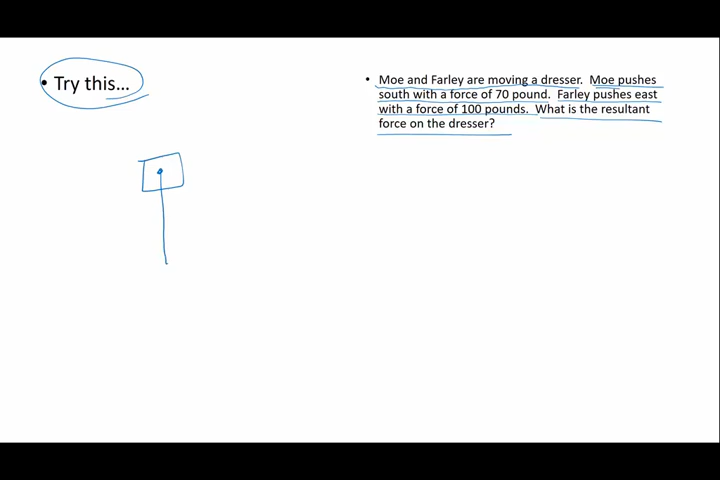 • Try this...
• Moe and Farley are moving a dresser. Moe pushes
south with a force of 70 pound. Farley pushes east
with a force of 100 pounds. What is the resultant
force on the dresser?